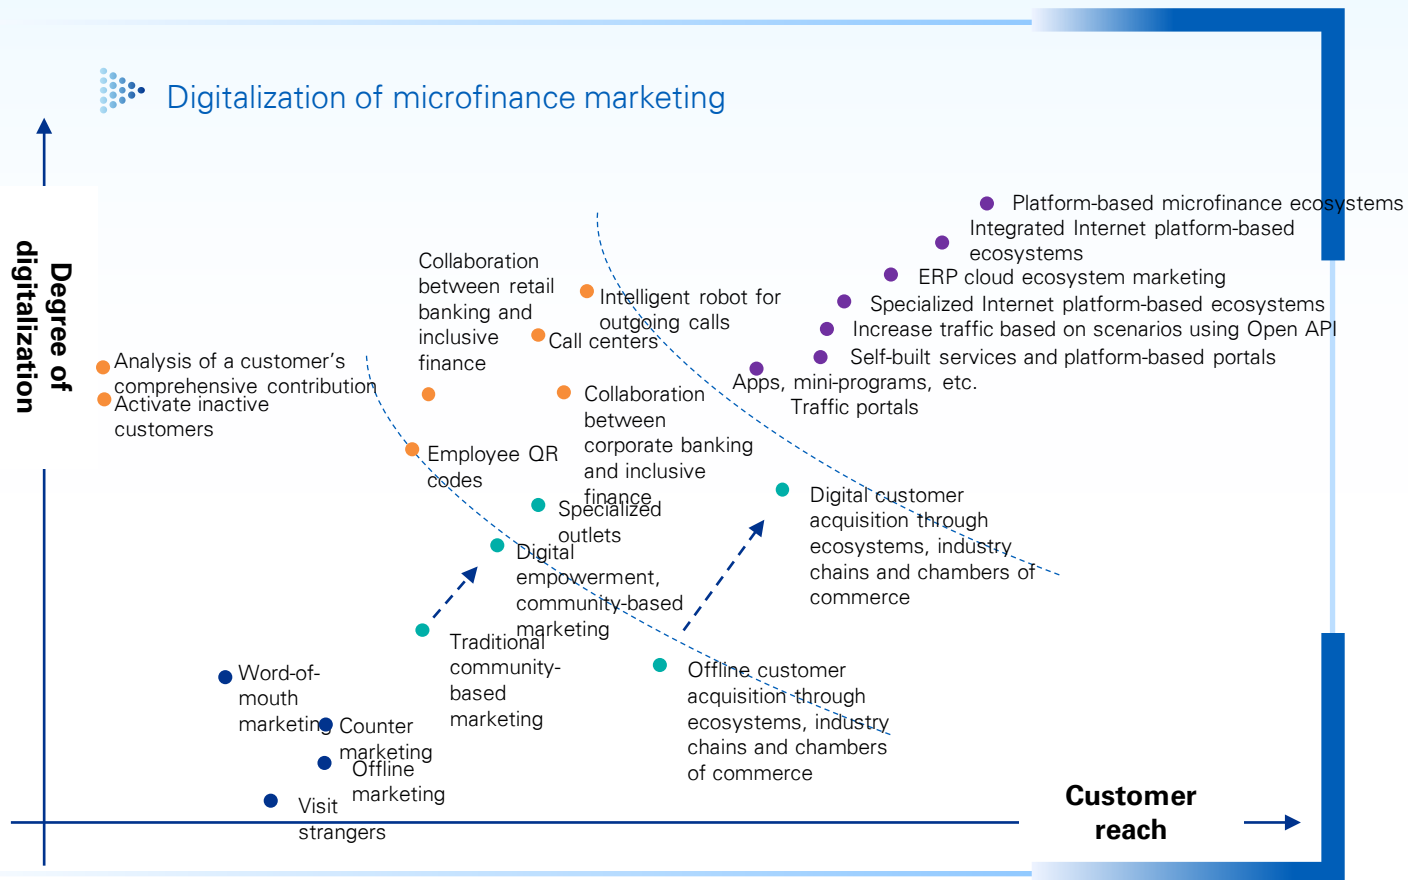 Digitalization of microfinance marketing
Degree of
digitalization
Platform-based microfinance ecosystems
Integrated Internet platform-based
ecosystems
ERP cloud ecosystem marketing
Specialized Internet platform-based ecosystems
Increase traffic based on scenarios using Open API
Self-built services and platform-based portals
Apps, mini-programs, etc.
Traffic portals
Collaboration
between retail
banking and
inclusive
finance
Intelligent robot for
outgoing calls
Call centers
Analysis of a customer's
comprehensive contribution
Activate inactive
customers
Collaboration
between
corporate banking
and inclusive
finance
Employee QR
codes
Specialized
outlets
Digital
empowerment,
community-based
marketing
Digital customer
acquisition through
ecosystems, industry
chains and chambers of
commerce
Traditional
community-
based
marketing
Offline customer
acquisition through
ecosystems, industry
chains and chambers
of commerce
Word-of-
mouth
marketing
Counter
marketing
Offline
marketing
Visit
strangers
Customer
reach